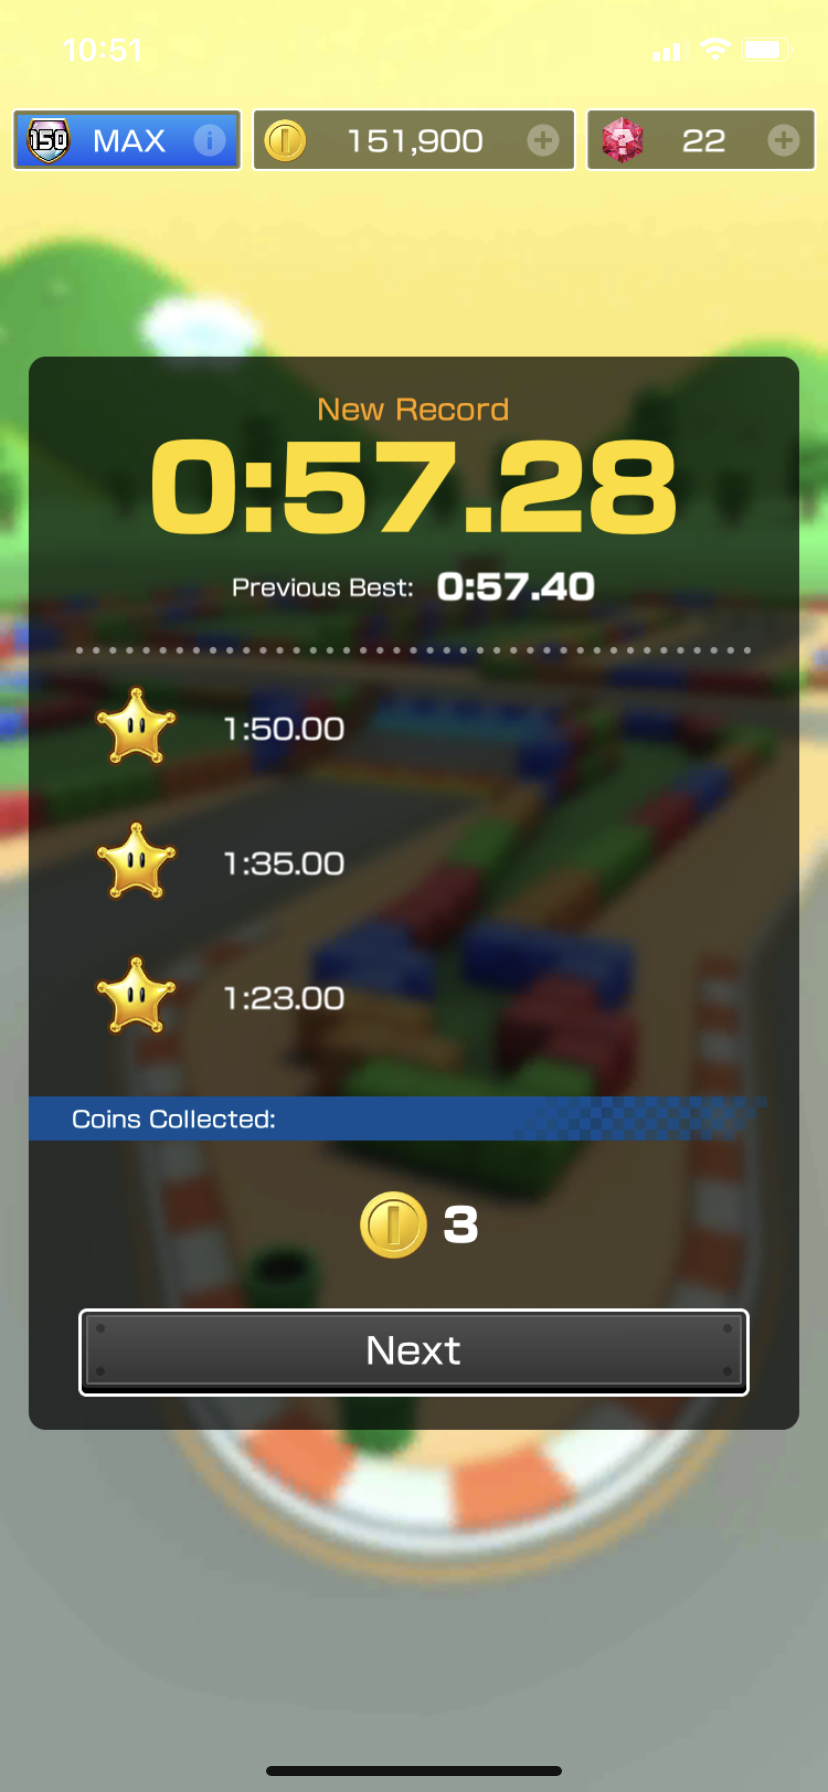 10:51
150 MAX i 151,900 + ? 22 +
New Record
0:57.28
Previous Best: 0:57.40
1:50.00
1:35.00
1:23.00
Coins Collected:
3
Next